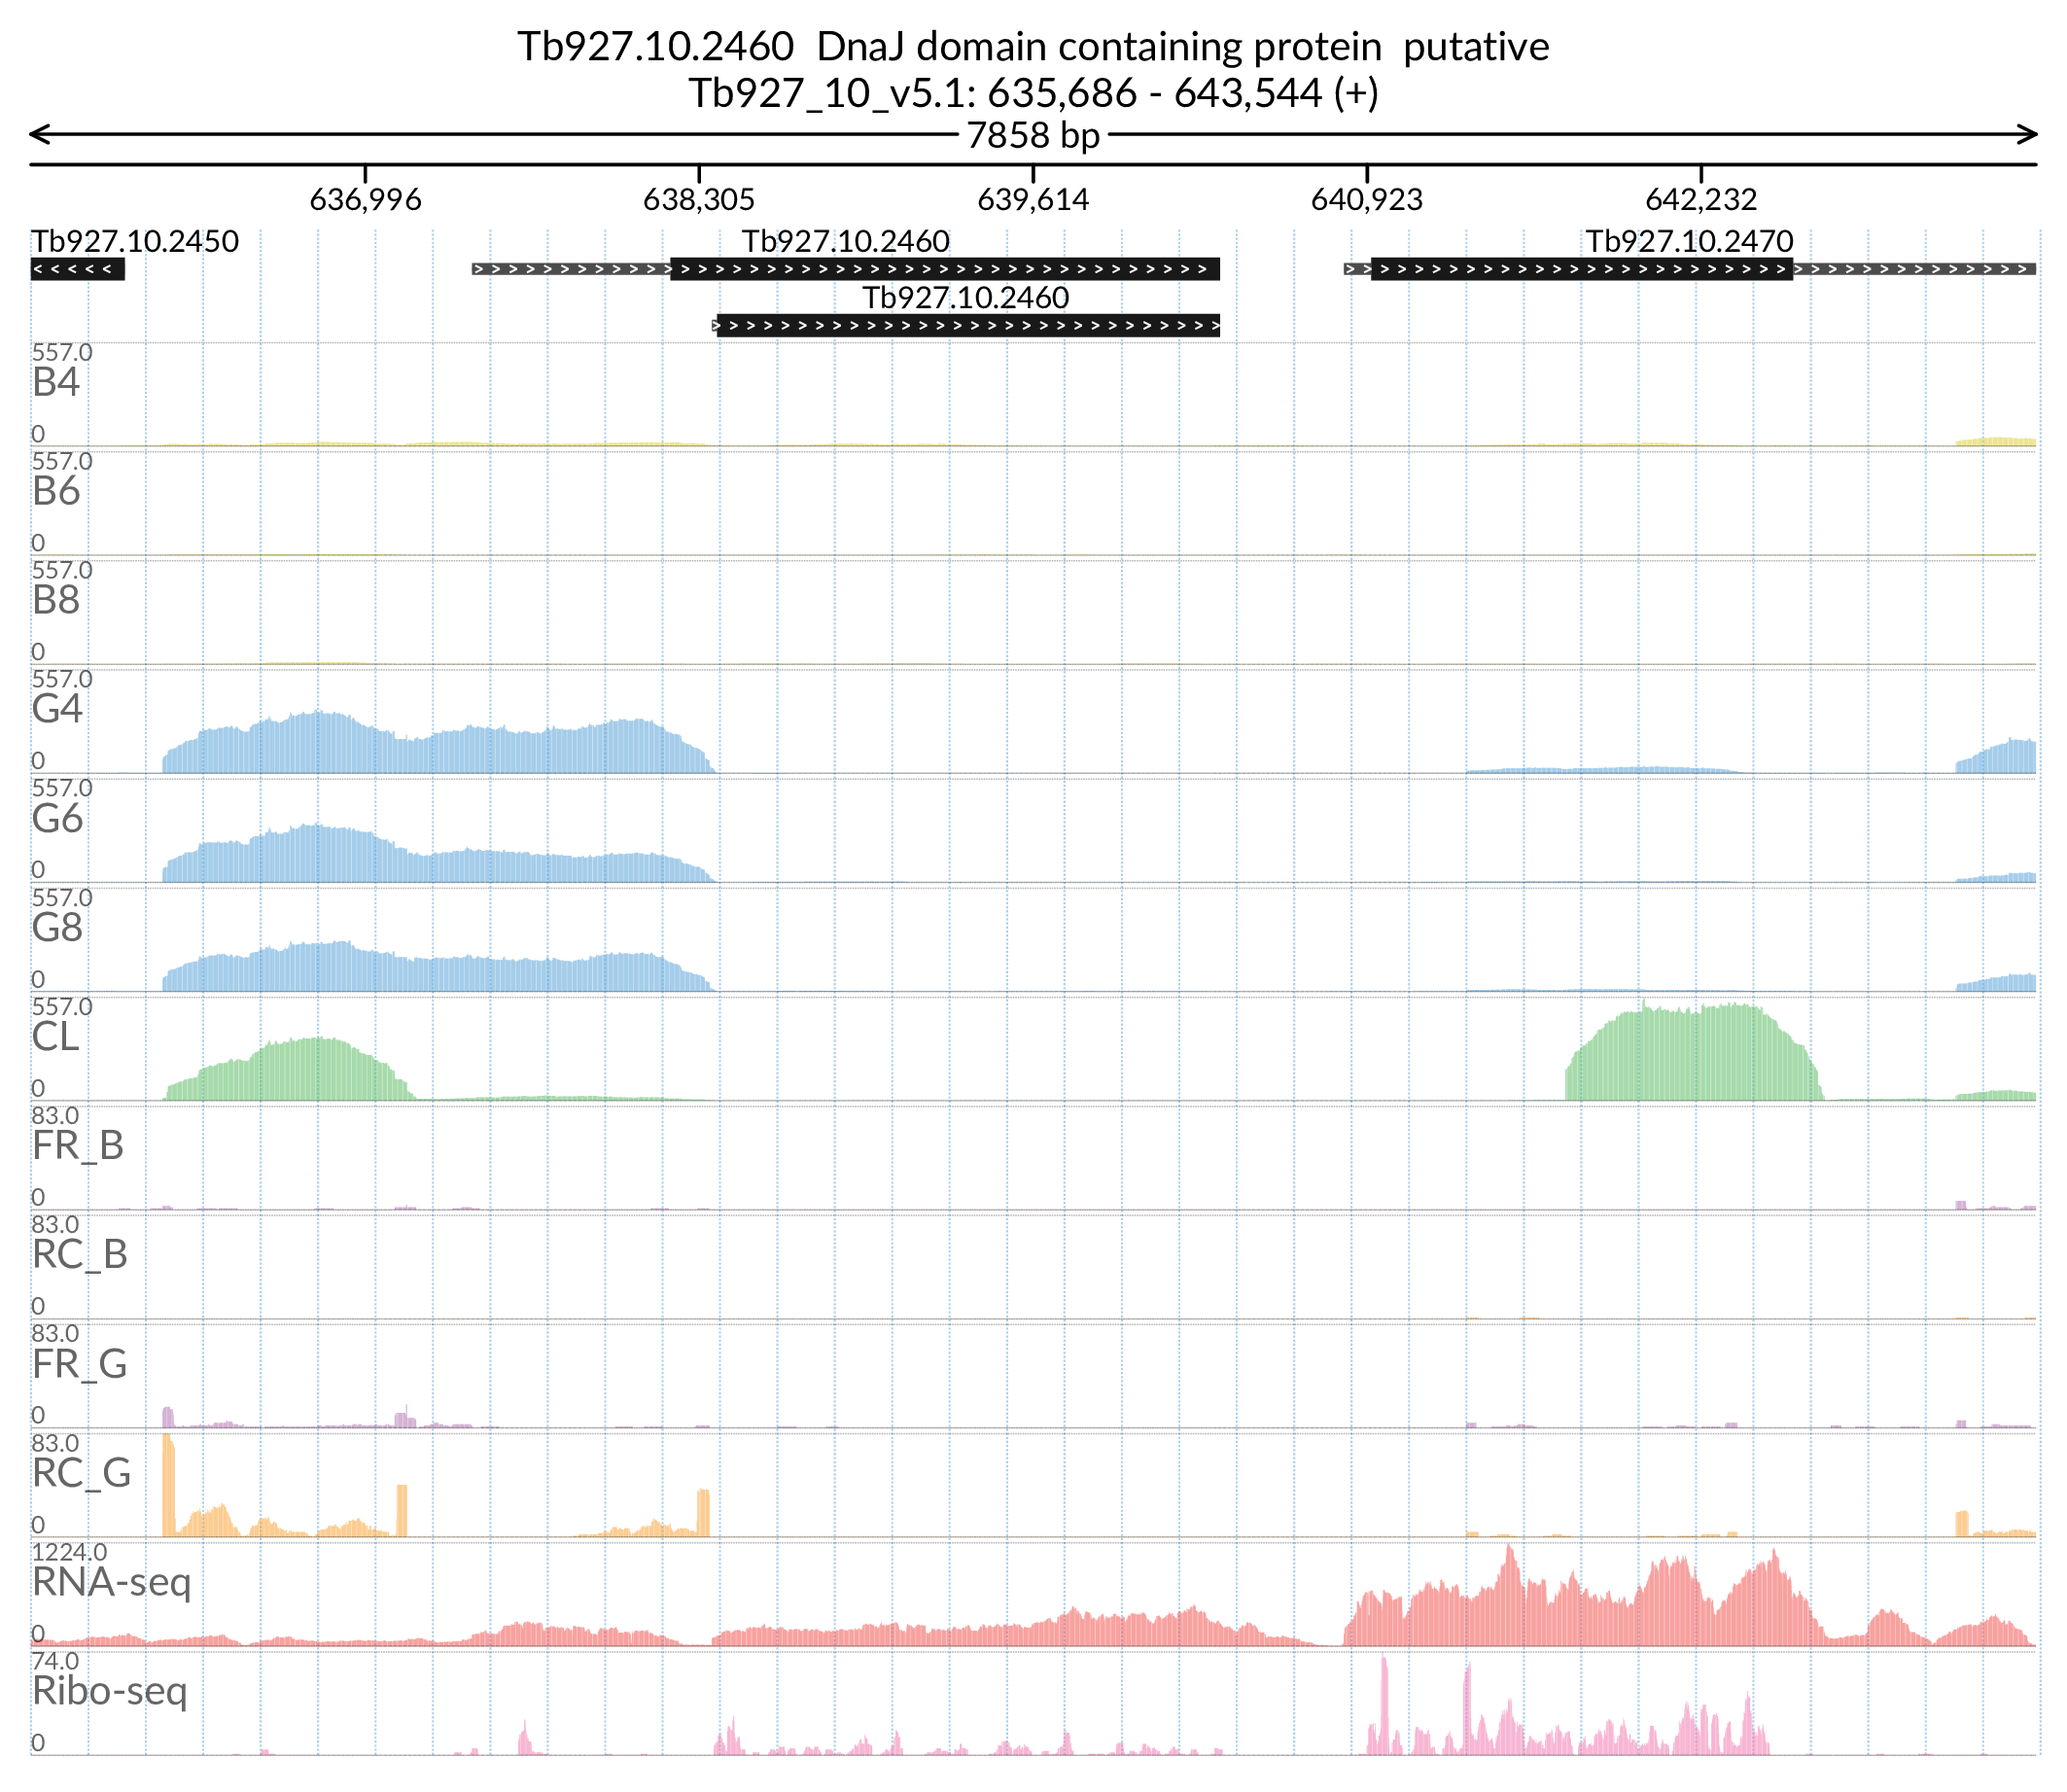 Tb927.10.2460  DnaJ domain containing protein  putative
Tb927_10_v5.1: 635,686 - 643,544 (+)
7858 bp
636,996 638,305 639,614 640,923 642,232
Tb927.10.2450 Tb927.10.2460 Tb927.10.2470
Tb927.10.2460
557.0
B4
0
557.0
B6
0
557.0
B8
0
557.0
G4
0
557.0
G6
0
557.0
G8
0
557.0
CL
0
83.0
FR_B
0
83.0
RC_B
0
83.0
FR_G
0
83.0
RC_G
0
1224.0
RNA-seq
0
74.0
Ribo-seq
0